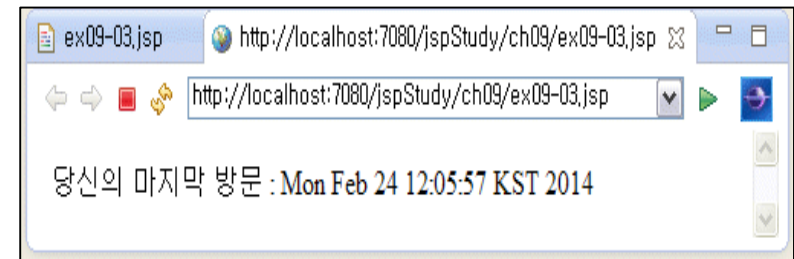 ex09-03.jsp
http://localhost:7080/jspStudy/ch09/ex09-03.jsp
http://localhost:7080/jspStudy/ch09/ex09-03.jsp
당신의 마지막 방문 : Mon Feb 24 12:05:57 KST 2014